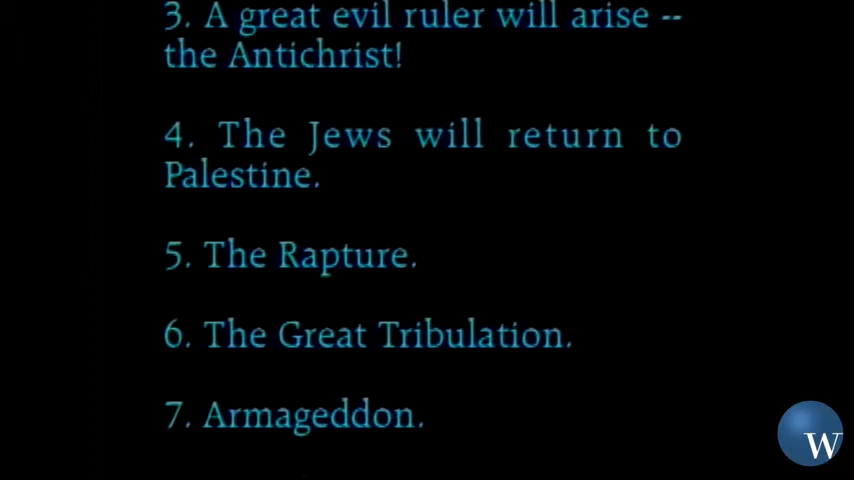 3. A great evil ruler will arise --
the Antichrist!
4. The Jews will return to
Palestine.
5. The Rapture.
6. The Great Tribulation.
7. Armageddon.
W